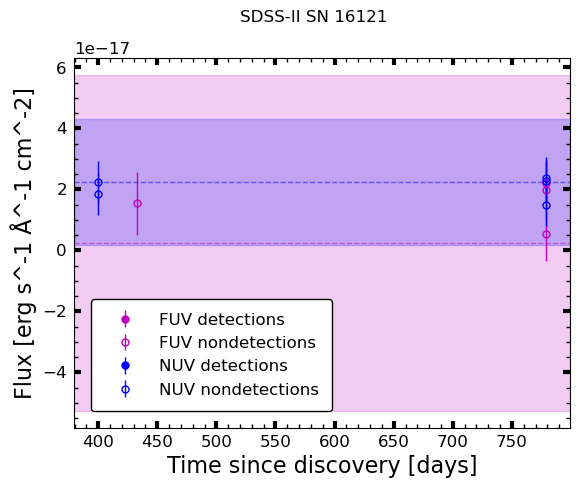 SDSS-II SN 16121
1e−17
6
4
2
0
−2
−4
Flux [erg s^-1 Å^-1 cm^-2]
FUV detections
FUV nondetections
NUV detections
NUV nondetections
400 450 500 550 600 650 700 750
Time since discovery [days]